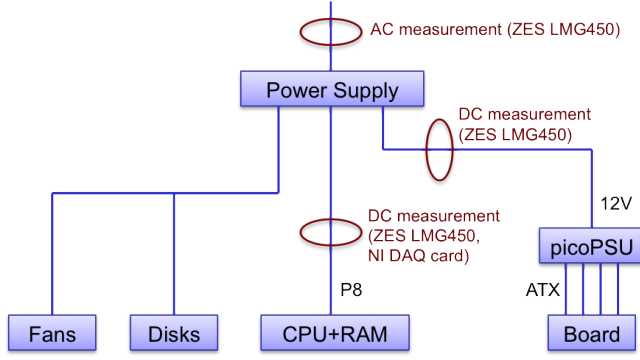 AC measurement (ZES LMG450)
Power Supply
DC measurement
(ZES LMG450)
12V
DC measurement
(ZES LMG450,
NI DAQ card)
picoPSU
P8
ATX
Fans
Disks
CPU+RAM
Board